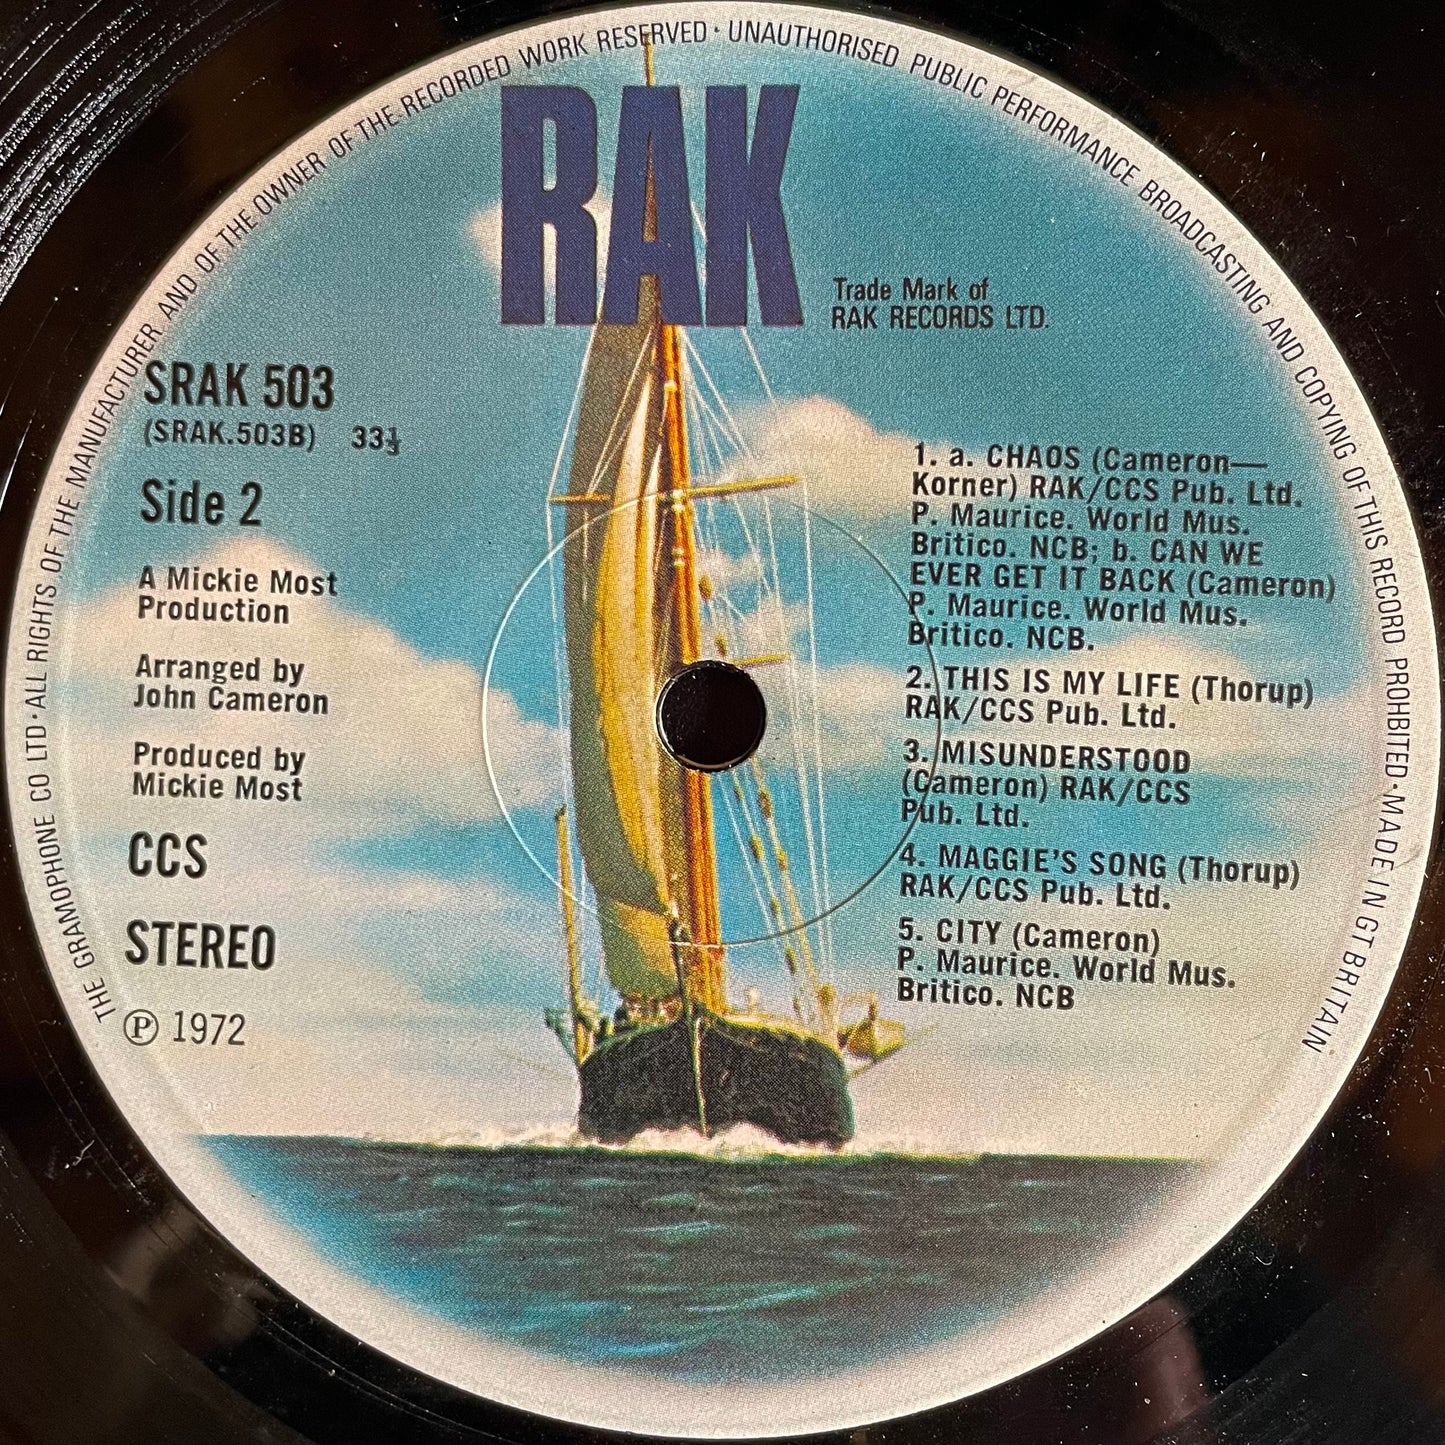 THE GRAMOPHONE CO LTD · ALL RIGHTS OF THE MANUFACTURER AND OF THE OWNER OF THE RECORDED WORK RESERVED · UNAUTHORISED PUBLIC PERFORMANCE BROADCASTING AND COPYING OF THIS RECORD PROHBITED · MADE IN GT BRITAIN
RAK
Trade Mark of
RAK RECORDS LTD.
SRAK 503
(SRAK.503B) 33⅓
Side 2
A Mickie Most
Production
Arranged by
John Cameron
Produced by
Mickie Most
CCS
STEREO
Ⓟ 1972
1. a. CHAOS (Cameron—
Korner) RAK/CCS Pub. Ltd.
P. Maurice. World Mus.
Britico. NCB; b. CAN WE
EVER GET IT BACK (Cameron)
P. Maurice. World Mus.
Britico. NCB.
2. THIS IS MY LIFE (Thorup)
RAK/CCS Pub. Ltd.
3. MISUNDERSTOOD
(Cameron) RAK/CCS
Pub. Ltd.
4. MAGGIE'S SONG (Thorup)
RAK/CCS Pub. Ltd.
5. CITY (Cameron)
P. Maurice. World Mus.
Britico. NCB